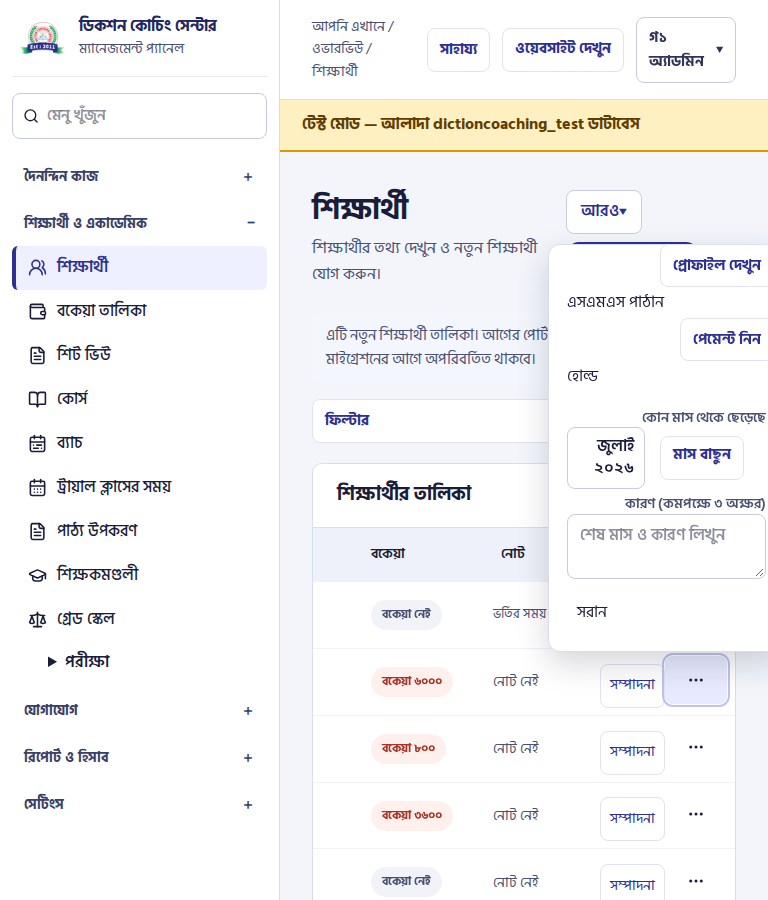 ডিকশন কোচিং সেন্টার
ম্যানেজমেন্ট প্যানেল
Est : 2011
মেনু খুঁজুন
দৈনন্দিন কাজ +
শিক্ষার্থী ও একাডেমিক −
শিক্ষার্থী
বকেয়া তালিকা
শিট ভিউ
কোর্স
ব্যাচ
ট্রায়াল ক্লাসের সময়
পাঠ্য উপকরণ
শিক্ষকমণ্ডলী
গ্রেড স্কেল
পরীক্ষা
যোগাযোগ +
রিপোর্ট ও হিসাব +
সেটিংস +
আপনি এখানে /
ওভারভিউ /
শিক্ষার্থী
সাহায্য
ওয়েবসাইট দেখুন
গ১
অ্যাডমিন ▾
টেস্ট মোড — আলাদা dictioncoaching_test ডাটাবেস
শিক্ষার্থী
আরও▾
শিক্ষার্থীর তথ্য দেখুন ও নতুন শিক্ষার্থী
যোগ করুন।
এটি নতুন শিক্ষার্থী তালিকা। আগের পোর্ট
মাইগ্রেশনের আগে অপরিবর্তিত থাকবে।
ফিল্টার
শিক্ষার্থীর তালিকা
বকেয়া নোট
বকেয়া নেই ভর্তির সময়
বকেয়া ৬০০০ নোট নেই সম্পাদনা ···
বকেয়া ৮০০ নোট নেই সম্পাদনা ···
বকেয়া ৩৬০০ নোট নেই সম্পাদনা ···
বকেয়া নেই নোট নেই সম্পাদনা ···
প্রোফাইল দেখুন
এসএমএস পাঠান
পেমেন্ট নিন
হোল্ড
কোন মাস থেকে ছেড়েছে
জুলাই
২০২৬
মাস বাছুন
কারণ (কমপক্ষে ৩ অক্ষর)
শেষ মাস ও কারণ লিখুন
সরান